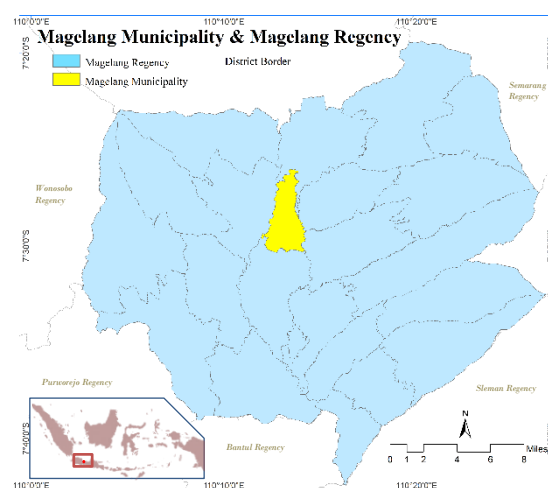 110°0'0"E 110°10'0"E 110°20'0"E
Magelang Municipality & Magelang Regency
7°20'0"S
Magelang Regency
District Border
Magelang Municipality
Semarang
Regency
Wonosobo
Regency
7°30'0"S
Purworejo Regency
Sleman Regency
7°40'0"S
Bantul Regency
N
Miles
0 1 2 4 6 8
110°0'0"E 110°10'0"E 110°20'0"E